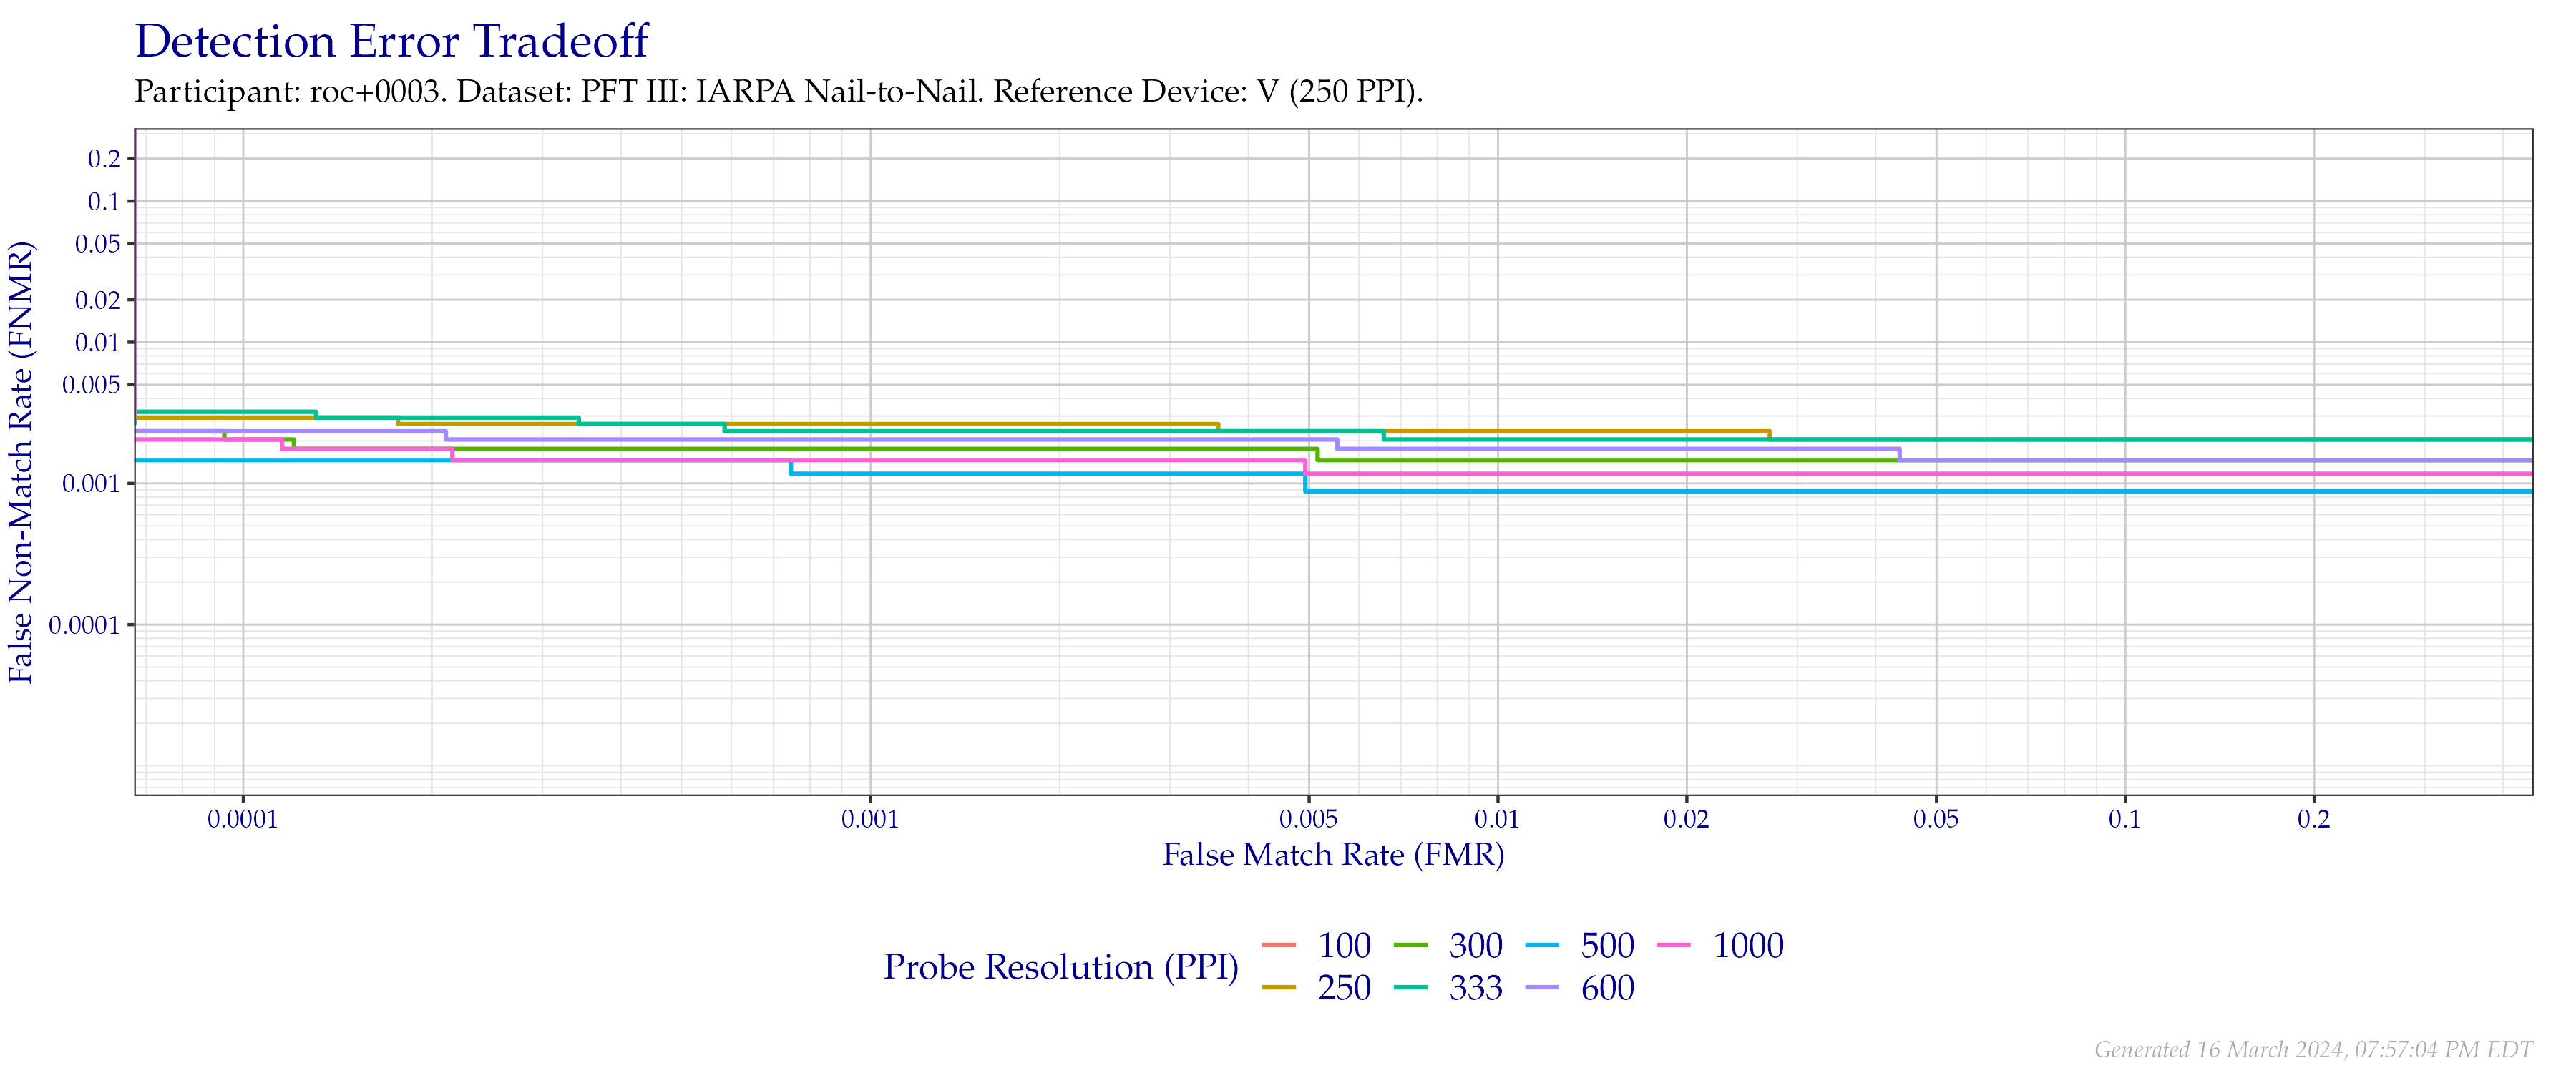 Detection Error Tradeoff
Participant: roc+0003. Dataset: PFT III: IARPA Nail-to-Nail. Reference Device: V (250 PPI).
False Non-Match Rate (FNMR)
0.2
0.1
0.05
0.02
0.01
0.005
0.001
0.0001
0.0001 0.001 0.005 0.01 0.02 0.05 0.1 0.2
False Match Rate (FMR)
Probe Resolution (PPI)
100 300 500 1000
250 333 600
Generated 16 March 2024, 07:57:04 PM EDT